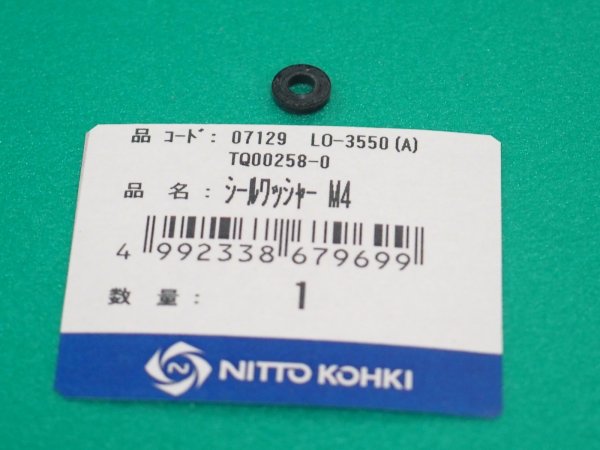 品 コード: 07129 LO-3550(A)
TQ00258-0
品 名: シールワッシャー M4
4 992338 679699
数 量: 1
2 NITTO KOHKI